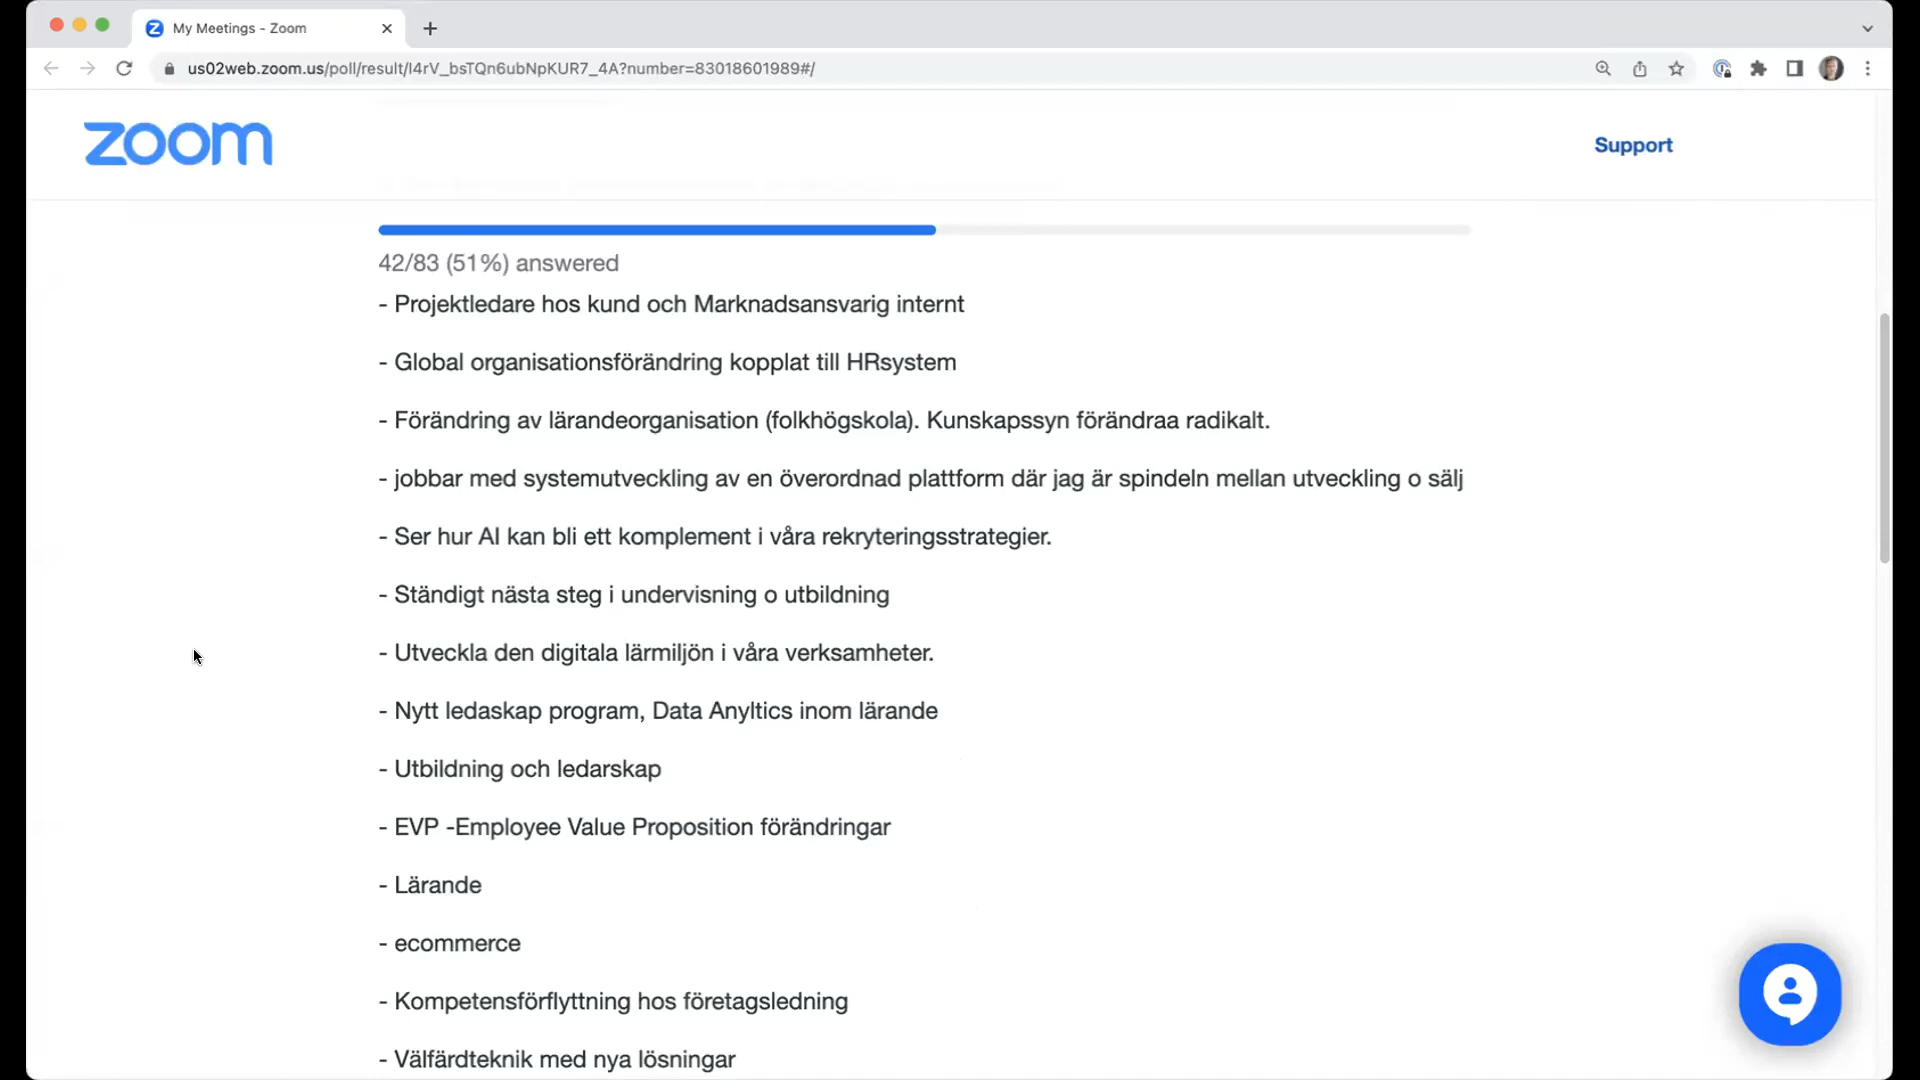 My Meetings - Zoom
us02web.zoom.us/poll/result/I4rV_bsTQn6ubNpKUR7_4A?number=83018601989#/
zoom
Support
42/83 (51%) answered
- Projektledare hos kund och Marknadsansvarig internt
- Global organisationsförändring kopplat till HRsystem
- Förändring av lärandeorganisation (folkhögskola). Kunskapssyn förändraa radikalt.
- jobbar med systemutveckling av en överordnad plattform där jag är spindeln mellan utveckling o sälj
- Ser hur AI kan bli ett komplement i våra rekryteringsstrategier.
- Ständigt nästa steg i undervisning o utbildning
- Utveckla den digitala lärmiljön i våra verksamheter.
- Nytt ledaskap program, Data Anyltics inom lärande
- Utbildning och ledarskap
- EVP -Employee Value Proposition förändringar
- Lärande
- ecommerce
- Kompetensförflyttning hos företagsledning
- Välfärdteknik med nya lösningar